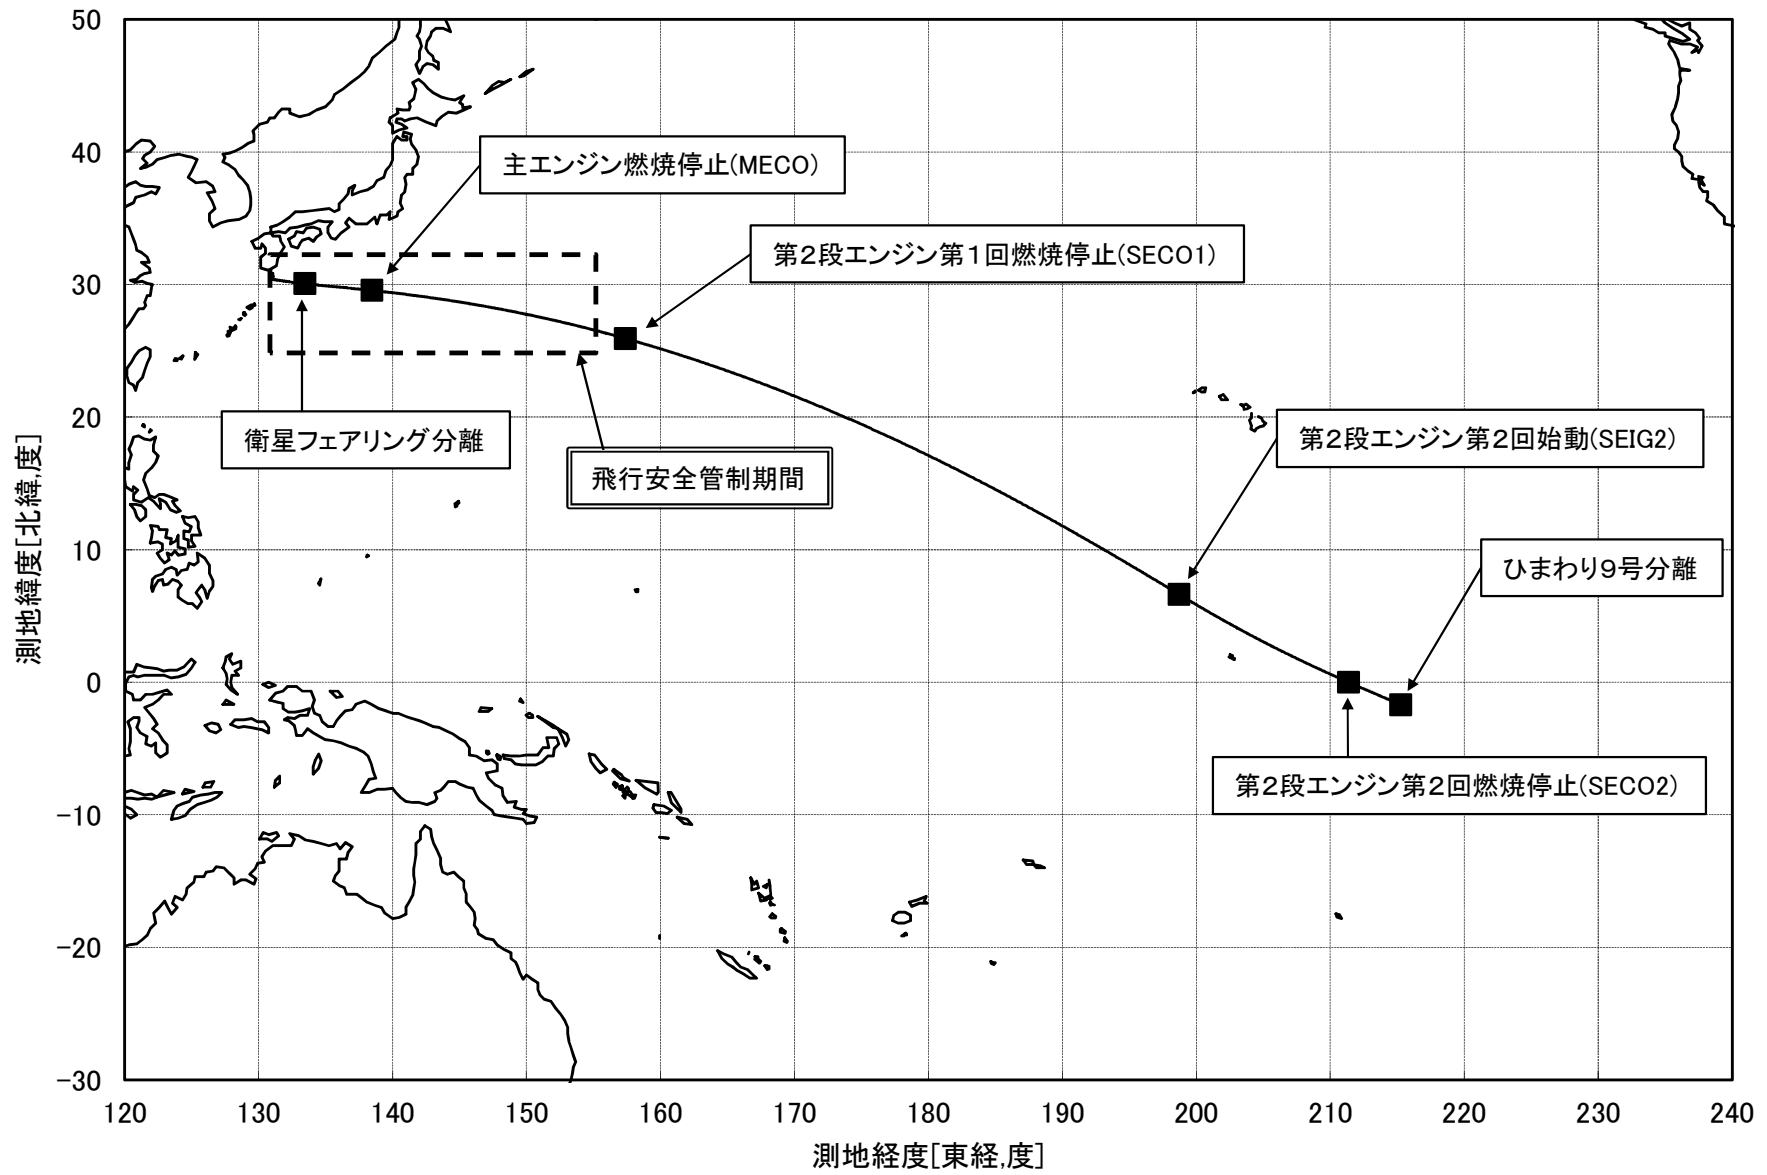 50
40
30
20
10
0
-10
-20
-30
測地緯度[北緯,度]
主エンジン燃焼停止(MECO)
第２段エンジン第１回燃焼停止(SECO1)
衛星フェアリング分離
飛行安全管制期間
第２段エンジン第２回始動(SEIG2)
ひまわり９号分離
第２段エンジン第２回燃焼停止(SECO2)
120 130 140 150 160 170 180 190 200 210 220 230 240
測地経度[東経,度]